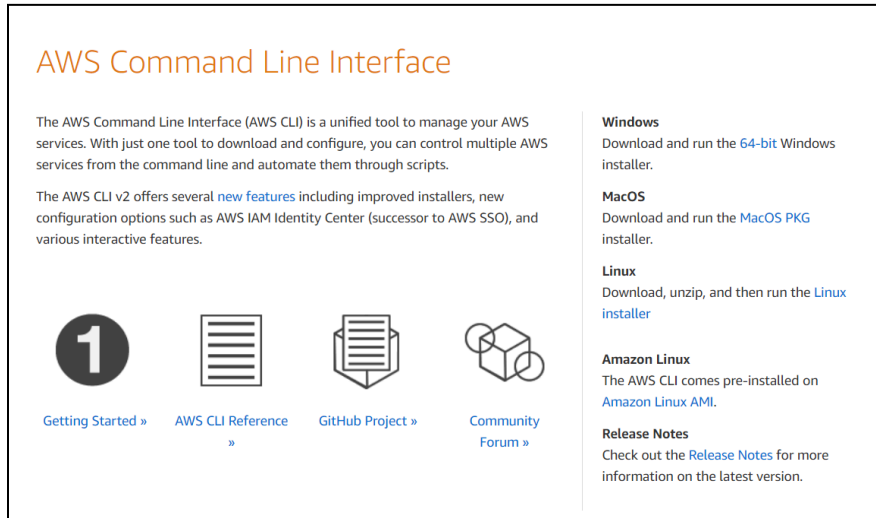 AWS Command Line Interface
The AWS Command Line Interface (AWS CLI) is a unified tool to manage your AWS
services. With just one tool to download and configure, you can control multiple AWS
services from the command line and automate them through scripts.
The AWS CLI v2 offers several new features including improved installers, new
configuration options such as AWS IAM Identity Center (successor to AWS SSO), and
various interactive features.
1
Getting Started »
AWS CLI Reference
»
GitHub Project »
Community
Forum »
Windows
Download and run the 64-bit Windows
installer.
MacOS
Download and run the MacOS PKG
installer.
Linux
Download, unzip, and then run the Linux
installer
Amazon Linux
The AWS CLI comes pre-installed on
Amazon Linux AMI.
Release Notes
Check out the Release Notes for more
information on the latest version.